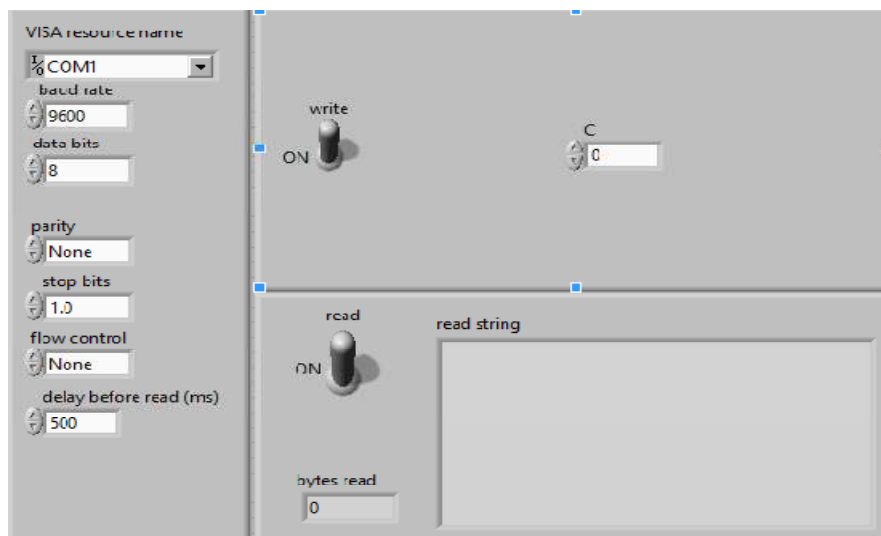 VISA resource name
COM1
baud rate
9600
data bits
8
parity
None
stop bits
1.0
flow control
None
delay before read (ms)
500
write
ON
C
0
read
ON
read string
bytes read
0